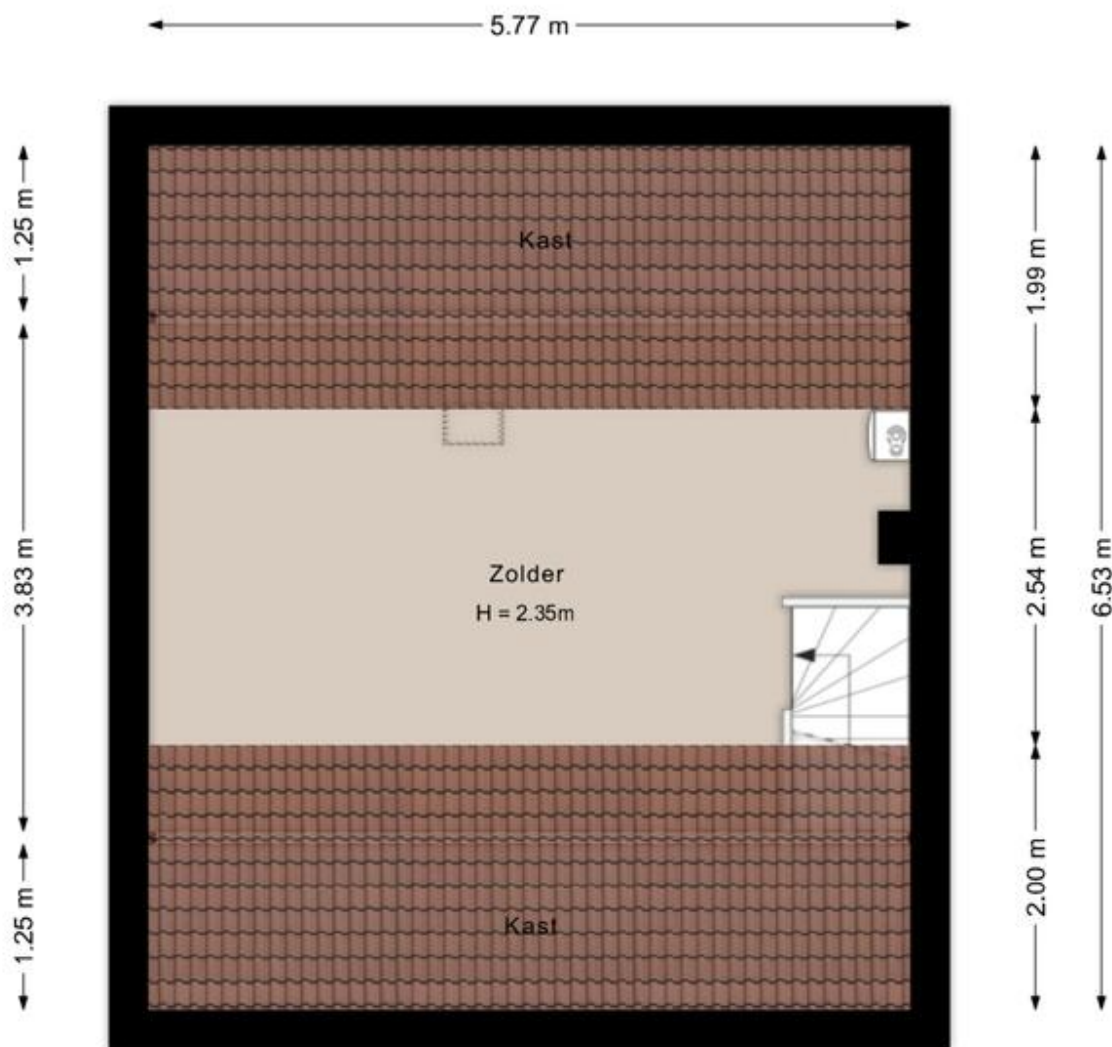 5.77 m
1.25 m
Kast
1.99 m
3.83 m
Zolder
H = 2.35m
2.54 m
6.53 m
1.25 m
Kast
2.00 m